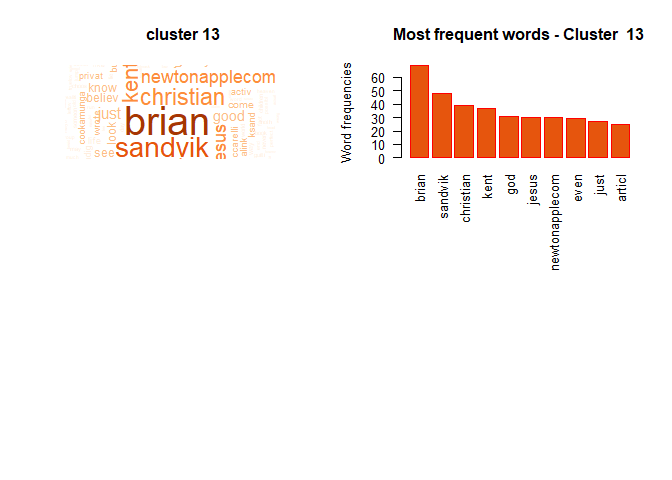 cluster 13
privat
know
believ
kent
newtonapplecom
christian
activ
come
cookamunga
wrote
just
look
brian
good
see
sandvik
jesus
ccarelli
alink
ksand
Most frequent words - Cluster 13
Word frequencies
60
50
40
30
20
10
0
brian
sandvik
christian
kent
god
jesus
newtonapplecom
even
just
articl